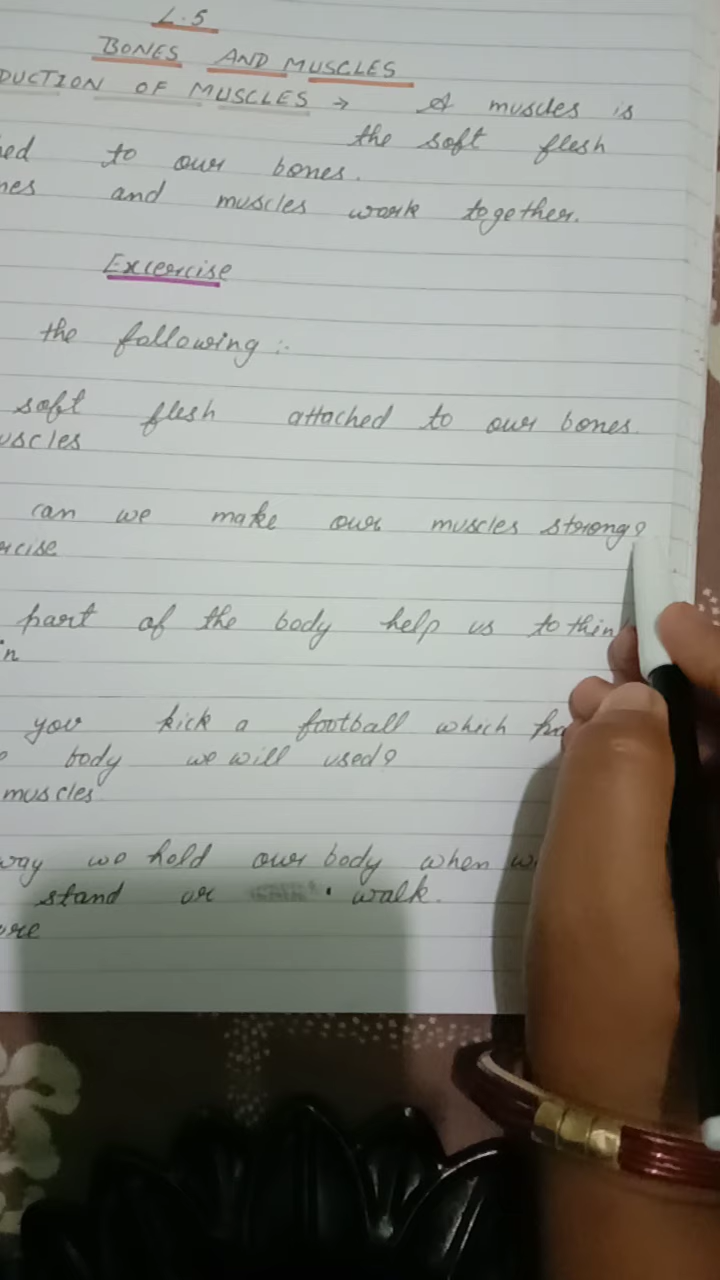 L.5
BONES AND MUSCLES
DUCTION OF MUSCLES → A muscles is
the soft flesh
hed to our bones.
nes and muscles work together.
Excercise
the following :-
soft flesh attached to our bones.
uscles
can we make our muscles strong?
rcise
part of the body help us to thin
in
you kick a football which
body we will used?
muscles
way we hold our body when w
stand or walk.
ure